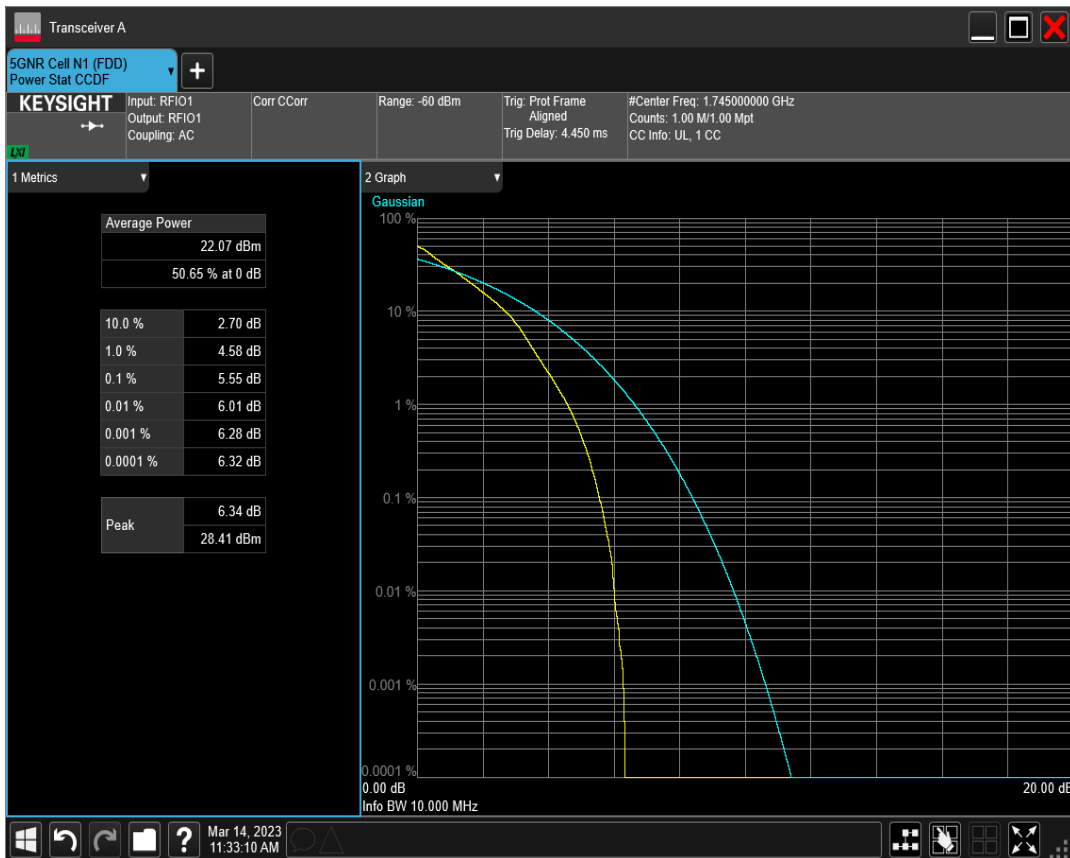 Transceiver A
5GNR Cell N1 (FDD)
Power Stat CCDF
+
KEYSIGHT
LXI
Input: RFIO1
Output: RFIO1
Coupling: AC
Corr CCorr
Range: -60 dBm
Trig: Prot Frame
Aligned
Trig Delay: 4.450 ms
#Center Freq: 1.745000000 GHz
Counts: 1.00 M/1.00 Mpt
CC Info: UL, 1 CC
1 Metrics
Average Power
22.07 dBm
50.65 % at 0 dB
10.0 % 2.70 dB
1.0 % 4.58 dB
0.1 % 5.55 dB
0.01 % 6.01 dB
0.001 % 6.28 dB
0.0001 % 6.32 dB
Peak 6.34 dB
28.41 dBm
2 Graph
Gaussian
100 %
10 %
1 %
0.1 %
0.01 %
0.001 %
0.0001 %
0.00 dB 20.00 dB
Info BW 10.000 MHz
?
Mar 14, 2023
11:33:10 AM